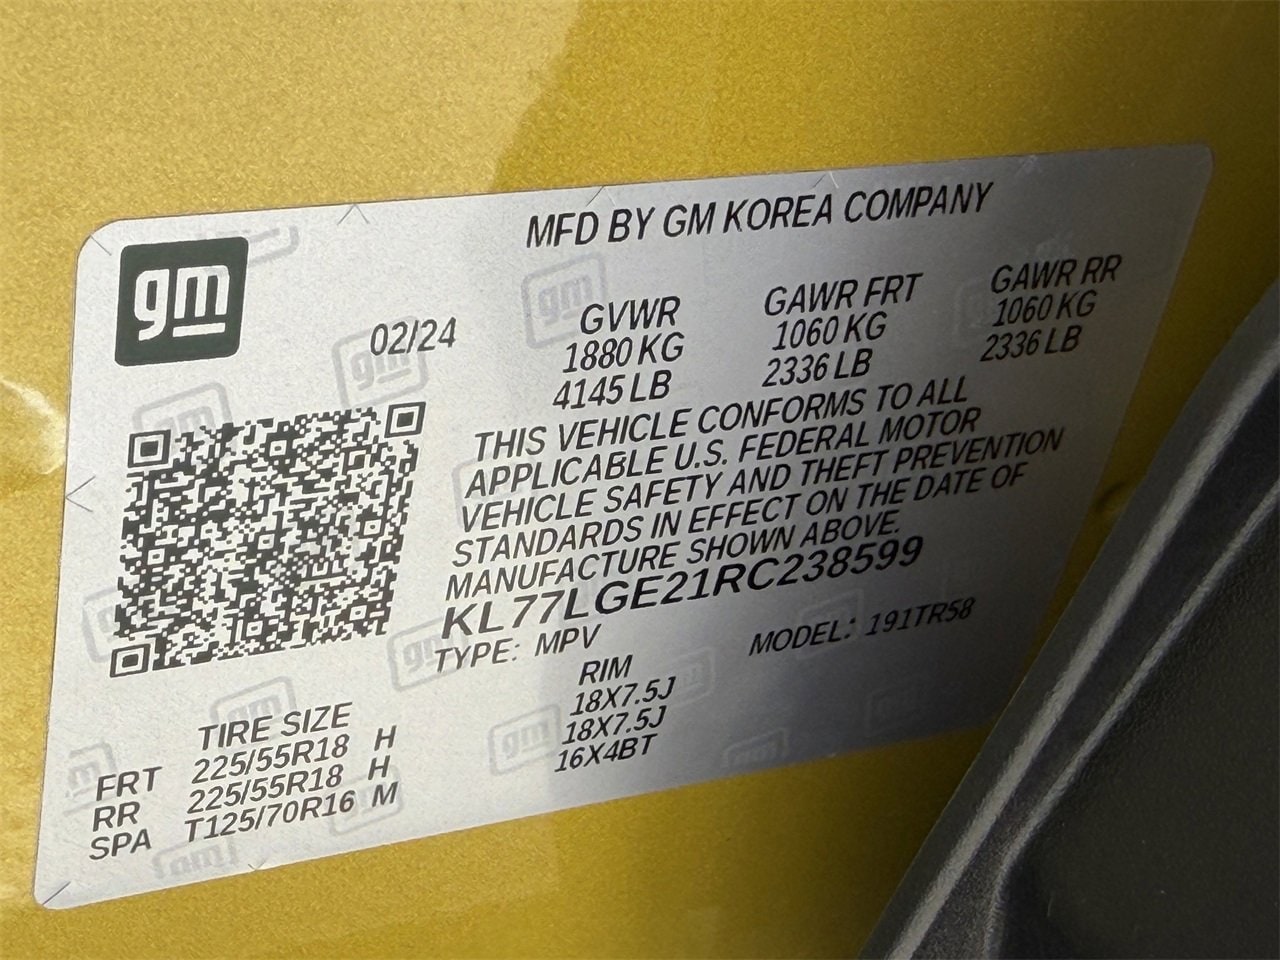 gm
MFD BY GM KOREA COMPANY
02/24
GVWR GAWR FRT GAWR RR
1880 KG 1060 KG 1060 KG
4145 LB 2336 LB 2336 LB
THIS VEHICLE CONFORMS TO ALL
APPLICABLE U.S. FEDERAL MOTOR
VEHICLE SAFETY AND THEFT PREVENTION
STANDARDS IN EFFECT ON THE DATE OF
MANUFACTURE SHOWN ABOVE.
KL77LGE21RC238599
TYPE: MPV MODEL: 191TR58
TIRE SIZE RIM
FRT 225/55R18 H 18X7.5J
RR 225/55R18 H 18X7.5J
SPA T125/70R16 M 16X4BT